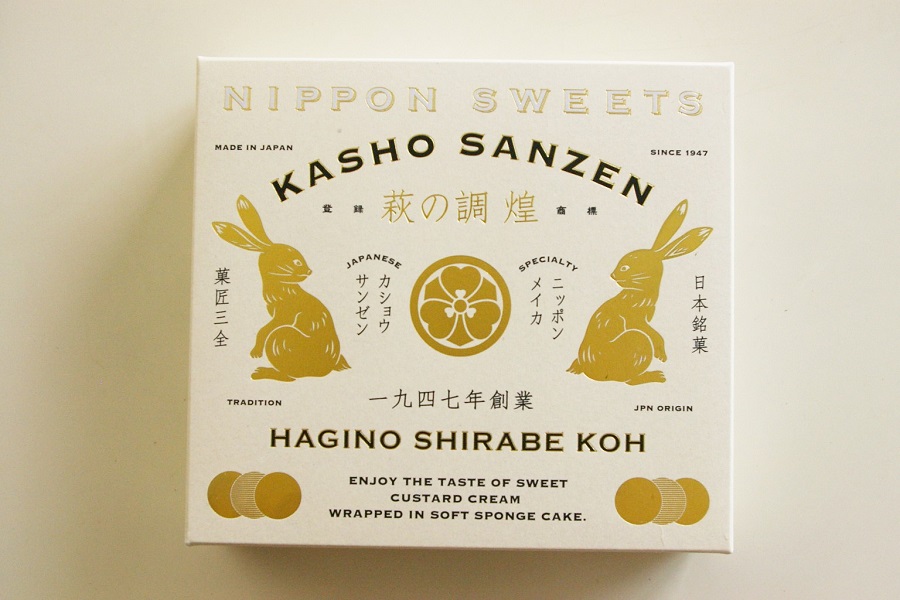 NIPPON SWEETS
MADE IN JAPAN
SINCE 1947
KASHO SANZEN
登録
萩の調 煌
商標
菓匠三全
JAPANESE
カショウ
サンゼン
SPECIALTY
ニッポン
メイカ
日本銘菓
TRADITION
一九四七年創業
JPN ORIGIN
HAGINO SHIRABE KOH
ENJOY THE TASTE OF SWEET
CUSTARD CREAM
WRAPPED IN SOFT SPONGE CAKE.